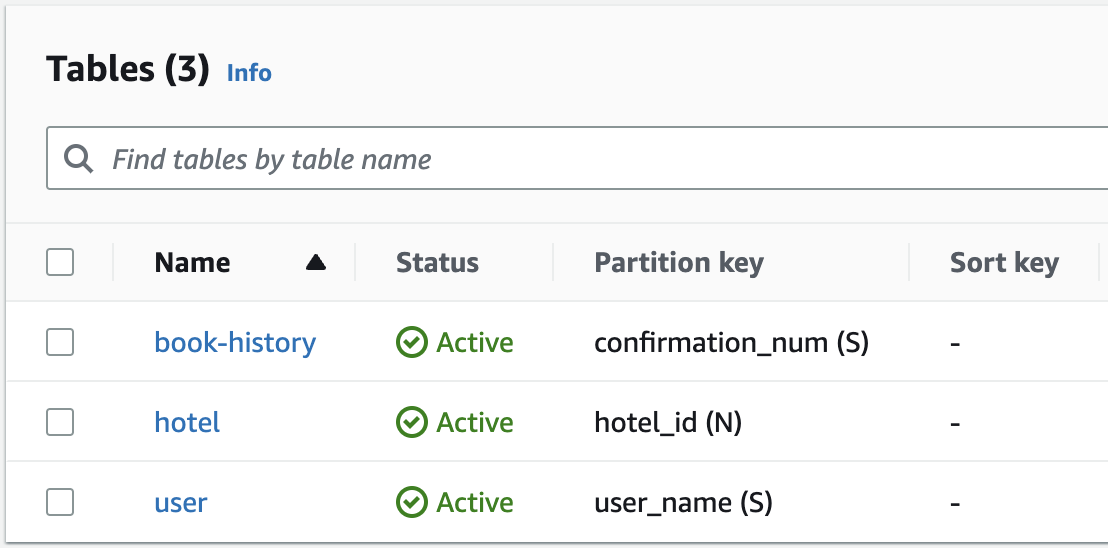 Tables (3) Info
Find tables by table name
Name Status Partition key Sort key
book-history Active confirmation_num (S) -
hotel Active hotel_id (N) -
user Active user_name (S) -